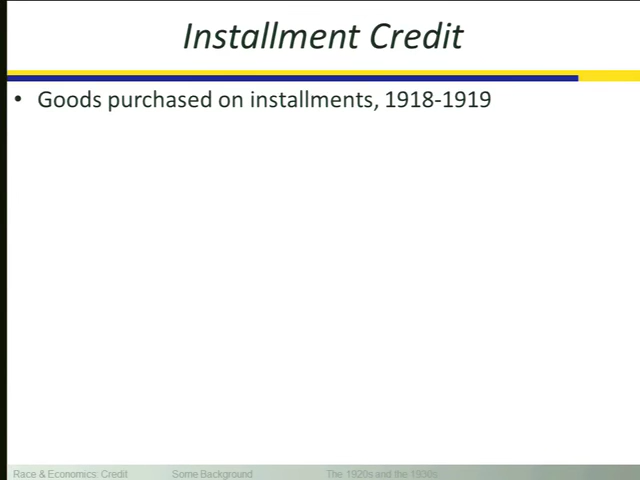 Installment Credit
• Goods purchased on installments, 1918-1919
Race & Economics: Credit Some Background The 1920s and the 1930s